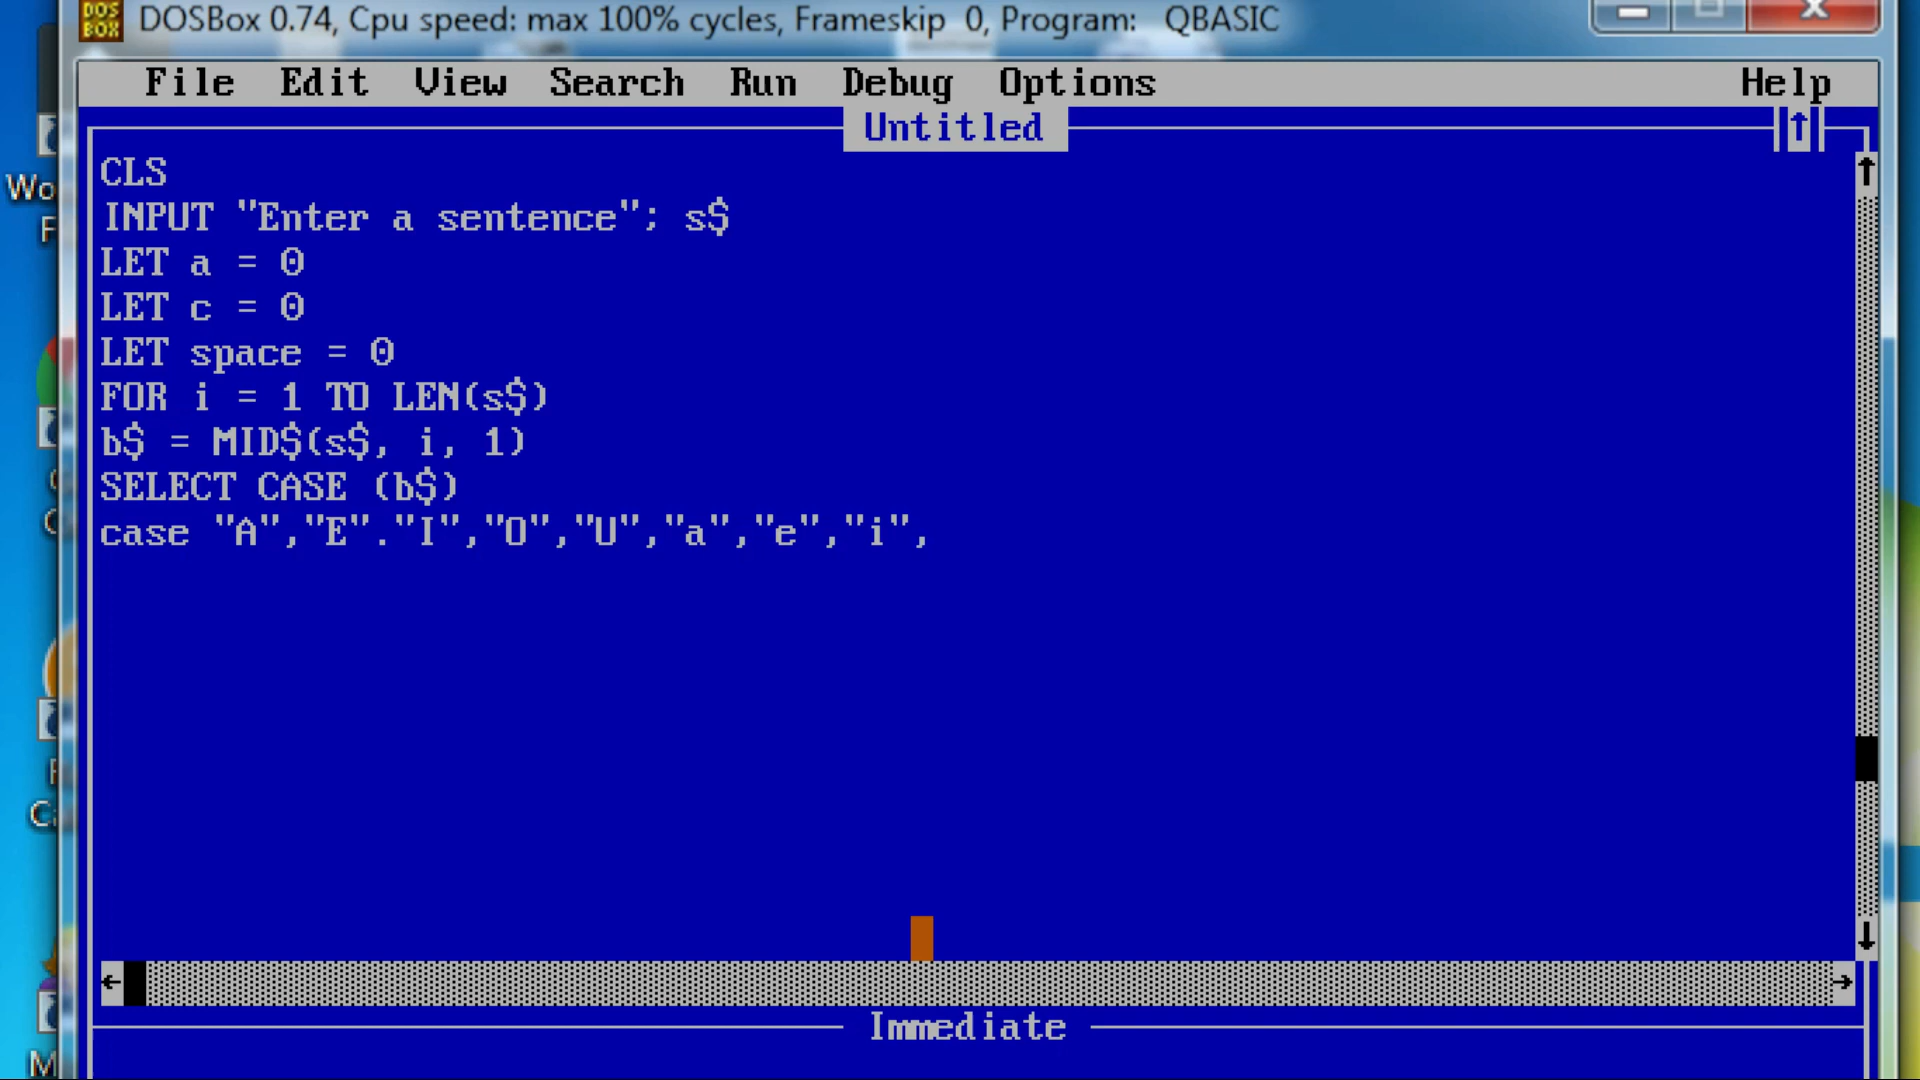 DOS
BOX
DOSBox 0.74, Cpu speed: max 100% cycles, Frameskip 0, Program: QBASIC
File Edit View Search Run Debug Options Help
Untitled
CLS
INPUT "Enter a sentence"; s$
LET a = 0
LET c = 0
LET space = 0
FOR i = 1 TO LEN(s$)
b$ = MID$(s$, i, 1)
SELECT CASE (b$)
case "A","E"."I","O","U","a","e","i",
Immediate